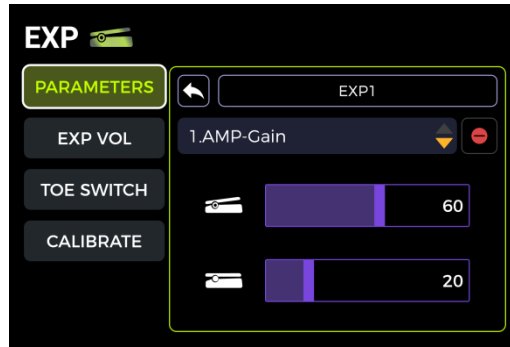 EXP
PARAMETERS
EXP VOL
TOE SWITCH
CALIBRATE
EXP1
1.AMP-Gain
60
20